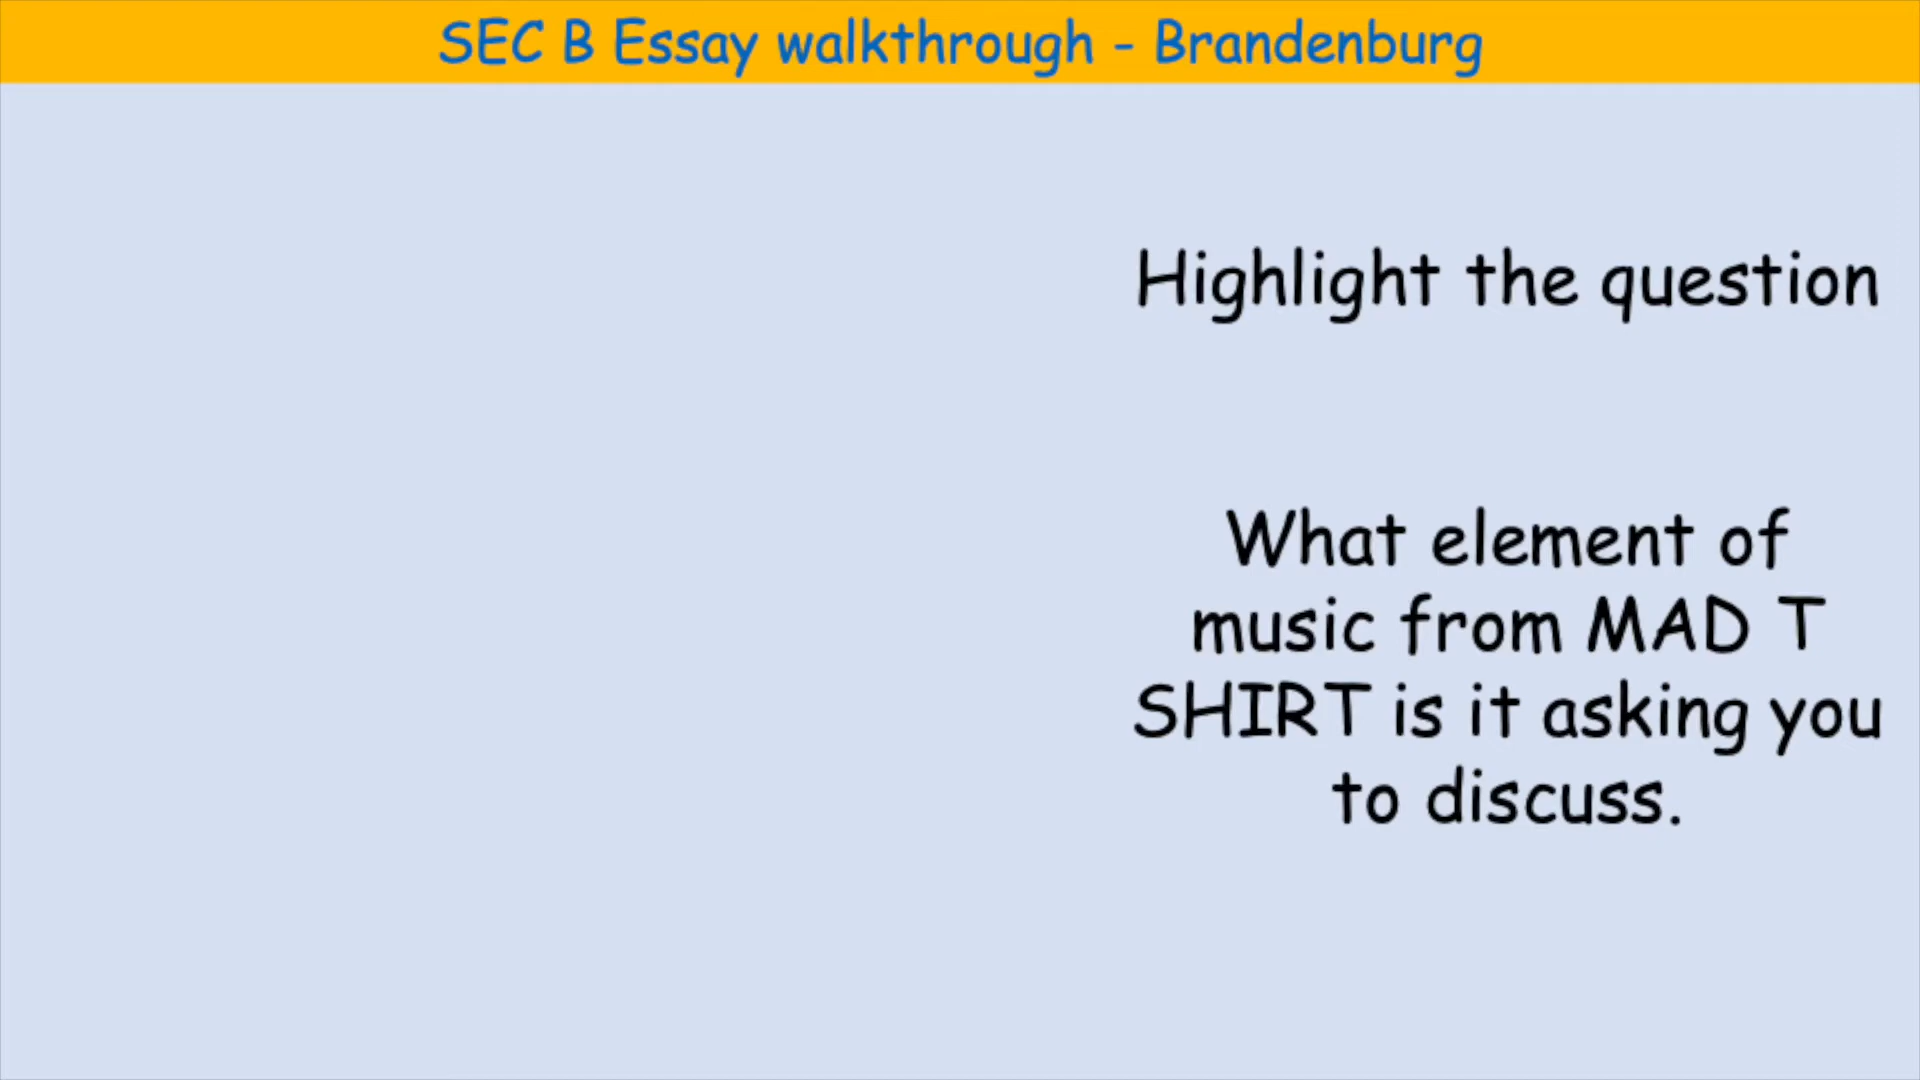 SEC B Essay walkthrough - Brandenburg
Highlight the question
What element of
music from MAD T
SHIRT is it asking you
to discuss.